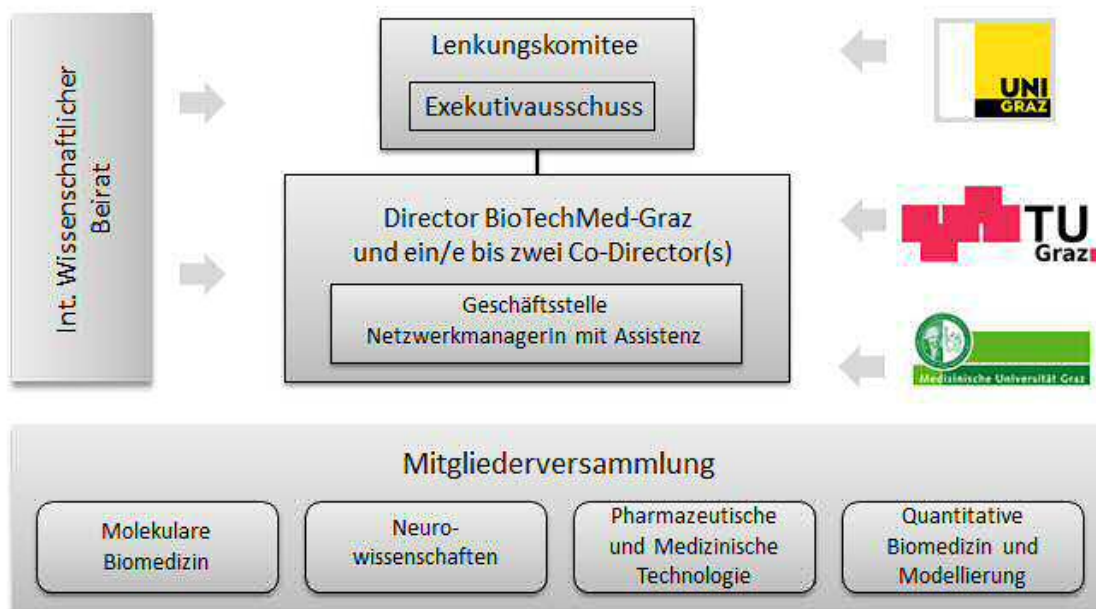 Int. Wissenschaftlicher
Beirat
Lenkungskomitee
Exekutivausschuss
Director BioTechMed-Graz
und ein/e bis zwei Co-Director(s)
Geschäftsstelle
NetzwerkmanagerIn mit Assistenz
UNI
GRAZ
TU
Graz
Medizinische Universität Graz
Mitgliederversammlung
Molekulare
Biomedizin
Neuro-
wissenschaften
Pharmazeutische
und Medizinische
Technologie
Quantitative
Biomedizin und
Modellierung